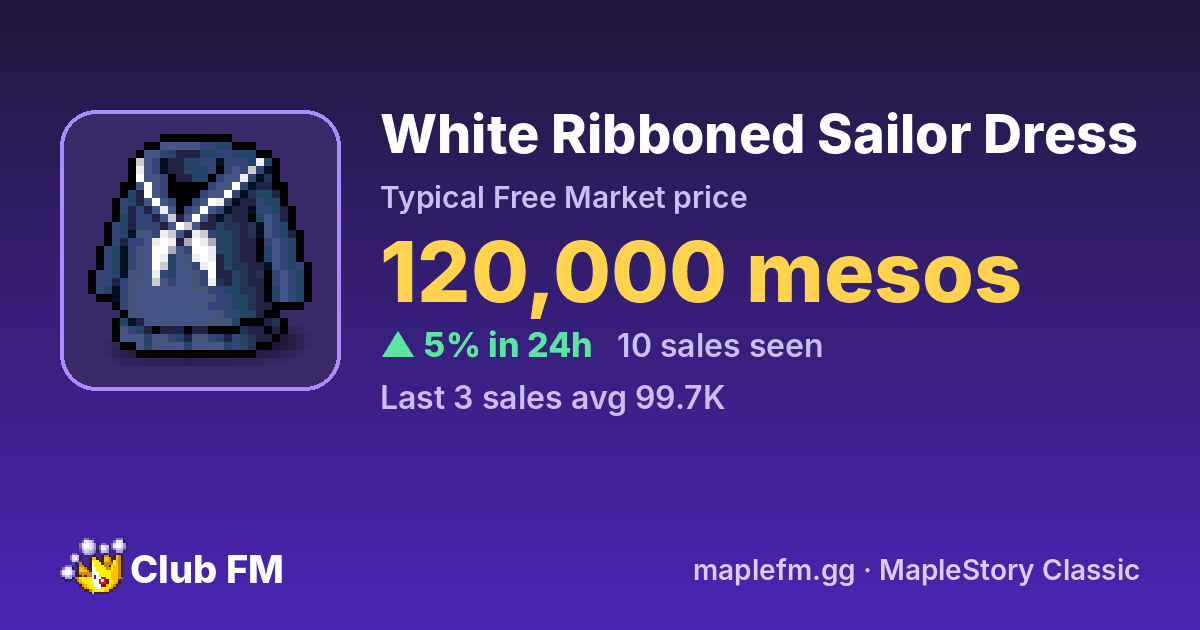 White Ribboned Sailor Dress
Typical Free Market price
120,000 mesos
▲ 5% in 24h 10 sales seen
Last 3 sales avg 99.7K
Club FM
maplefm.gg · MapleStory Classic